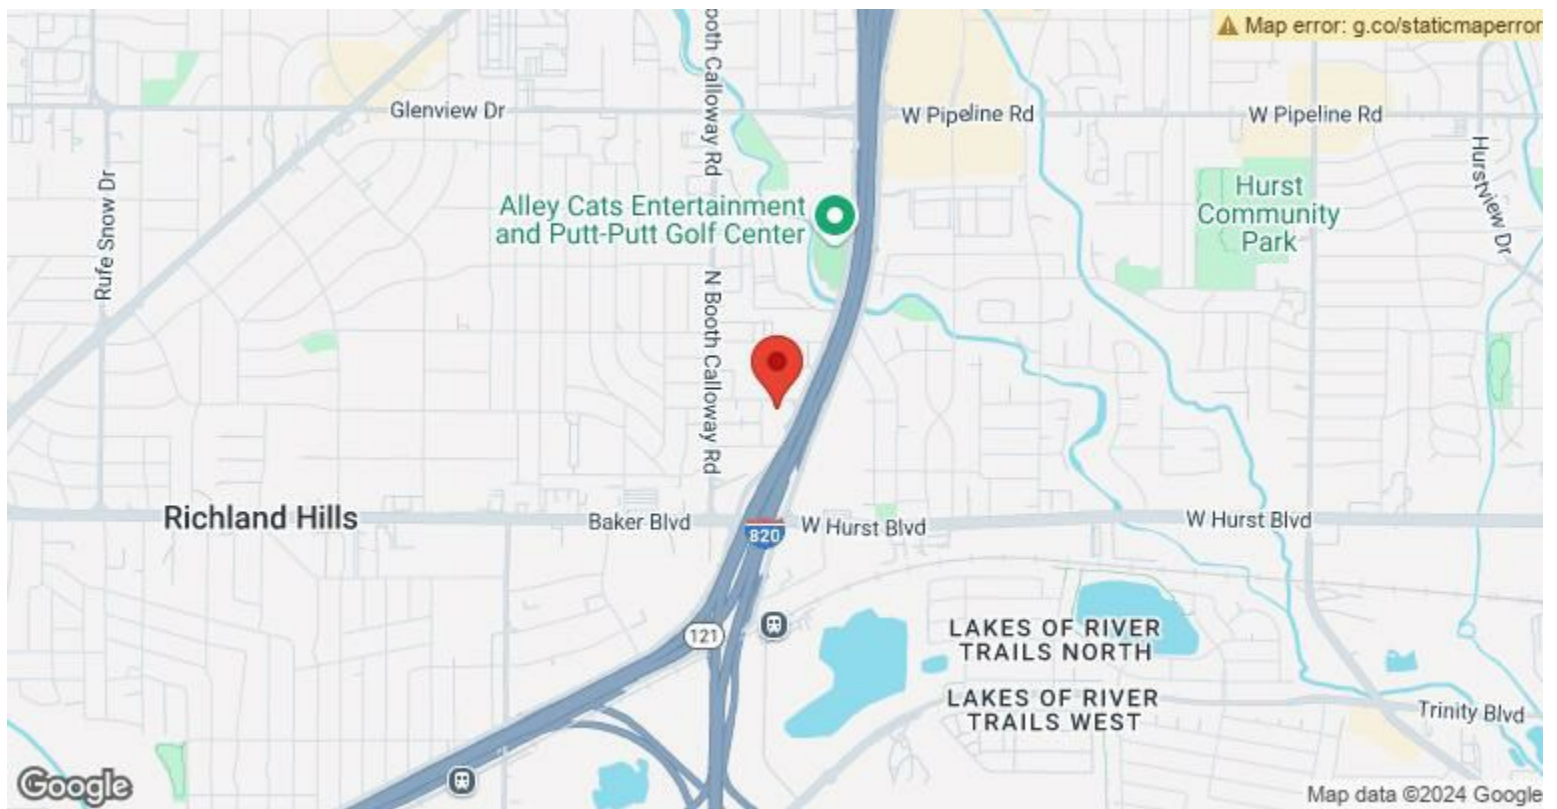 Map error: g.co/staticmaperror
ooth Calloway Rd
Glenview Dr
W Pipeline Rd
W Pipeline Rd
Hurstview Dr
Rufe Snow Dr
Alley Cats Entertainment
and Putt-Putt Golf Center
Hurst
Community
Park
N Booth Calloway Rd
Richland Hills
Baker Blvd
820
W Hurst Blvd
W Hurst Blvd
121
LAKES OF RIVER
TRAILS NORTH
LAKES OF RIVER
TRAILS WEST
Trinity Blvd
Google
Map data ©2024 Google